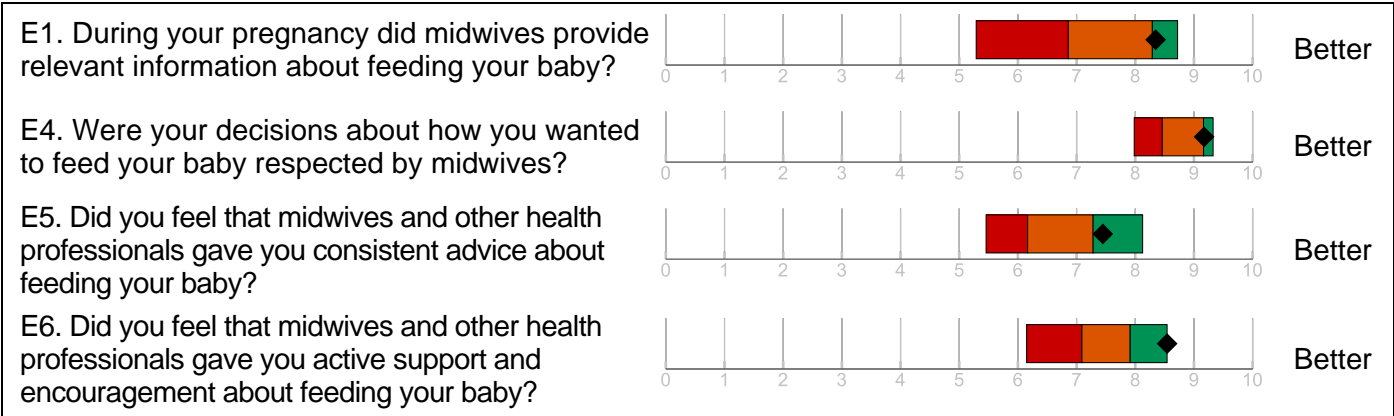 E1. During your pregnancy did midwives provide
relevant information about feeding your baby?
0 1 2 3 4 5 6 7 8 9 10
Better
E4. Were your decisions about how you wanted
to feed your baby respected by midwives?
0 1 2 3 4 5 6 7 8 9 10
Better
E5. Did you feel that midwives and other health
professionals gave you consistent advice about
feeding your baby?
0 1 2 3 4 5 6 7 8 9 10
Better
E6. Did you feel that midwives and other health
professionals gave you active support and
encouragement about feeding your baby?
0 1 2 3 4 5 6 7 8 9 10
Better